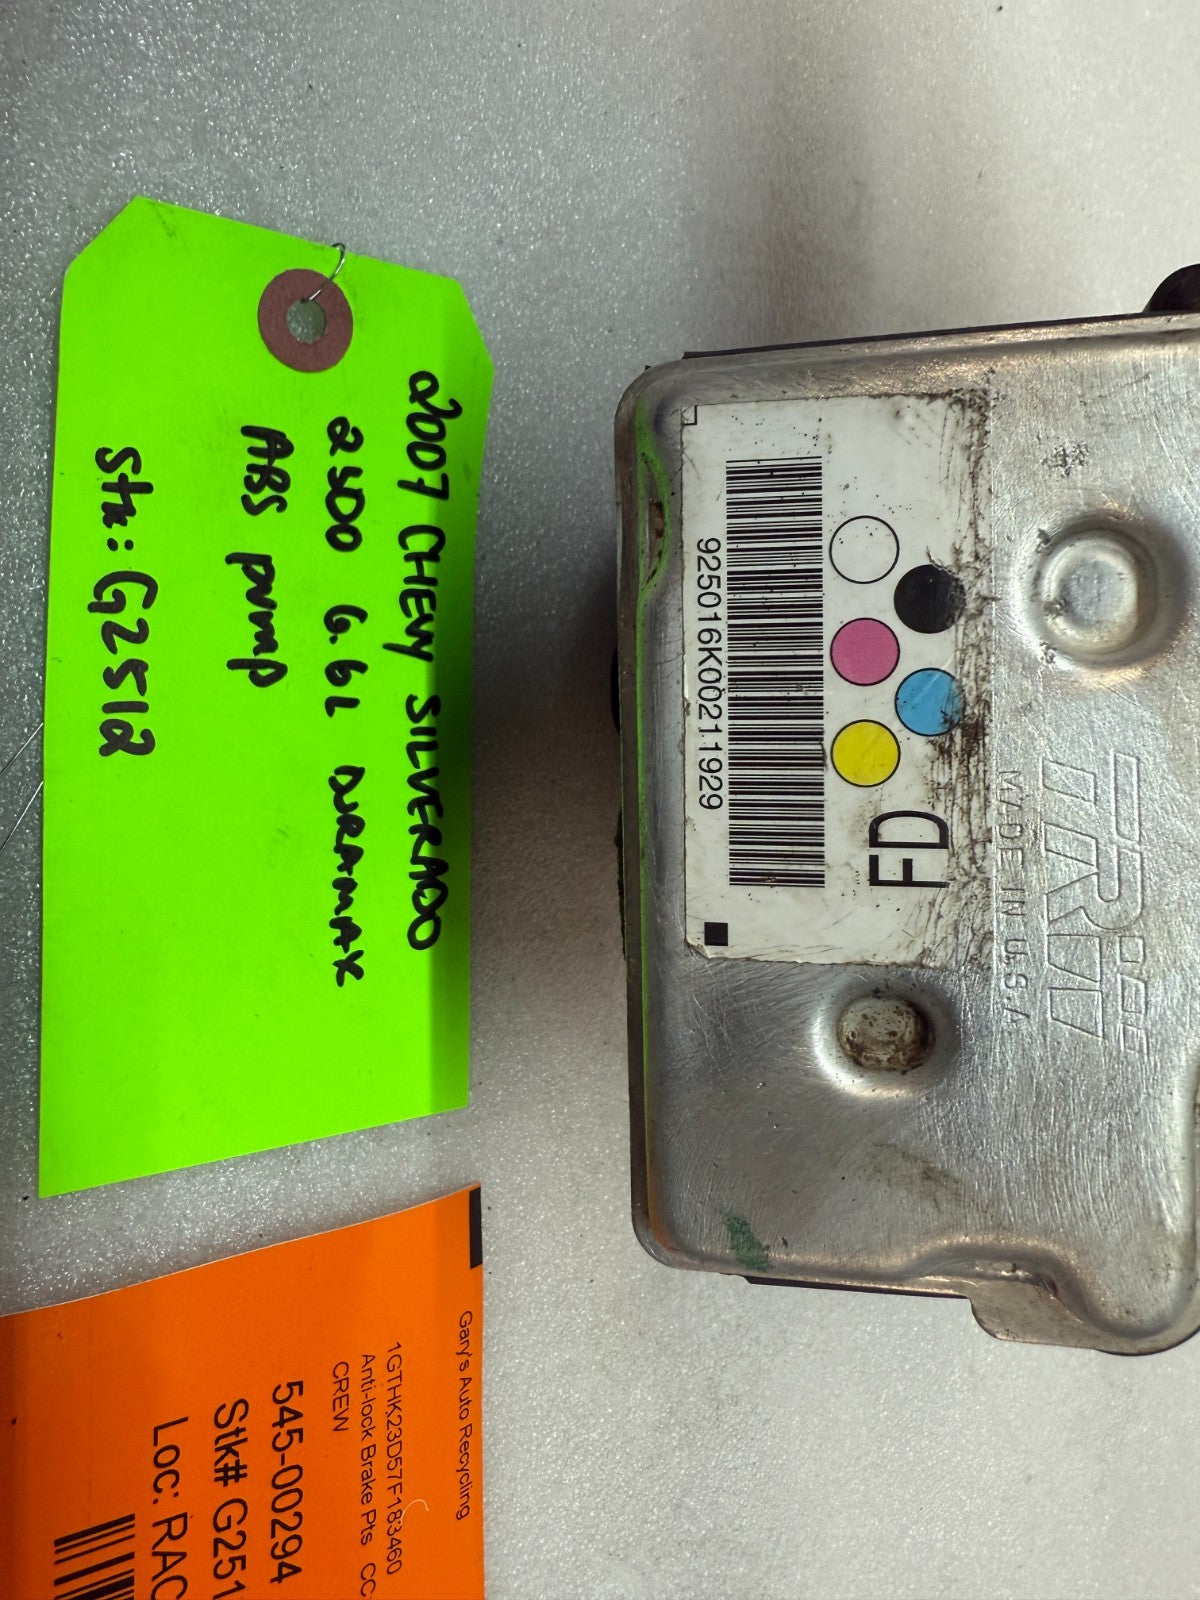 2007 CHEVY SILVERADO
2500 6.6L DURAMAX
ABS PUMP
Stk: G2512
925016K00211929
FD
MADE IN U.S.A
Gary's Auto Recycling
1GTHK23D57F183460
Anti-lock Brake Pts CC:
CREW
545-00294
Stk# G251
Loc: RAC